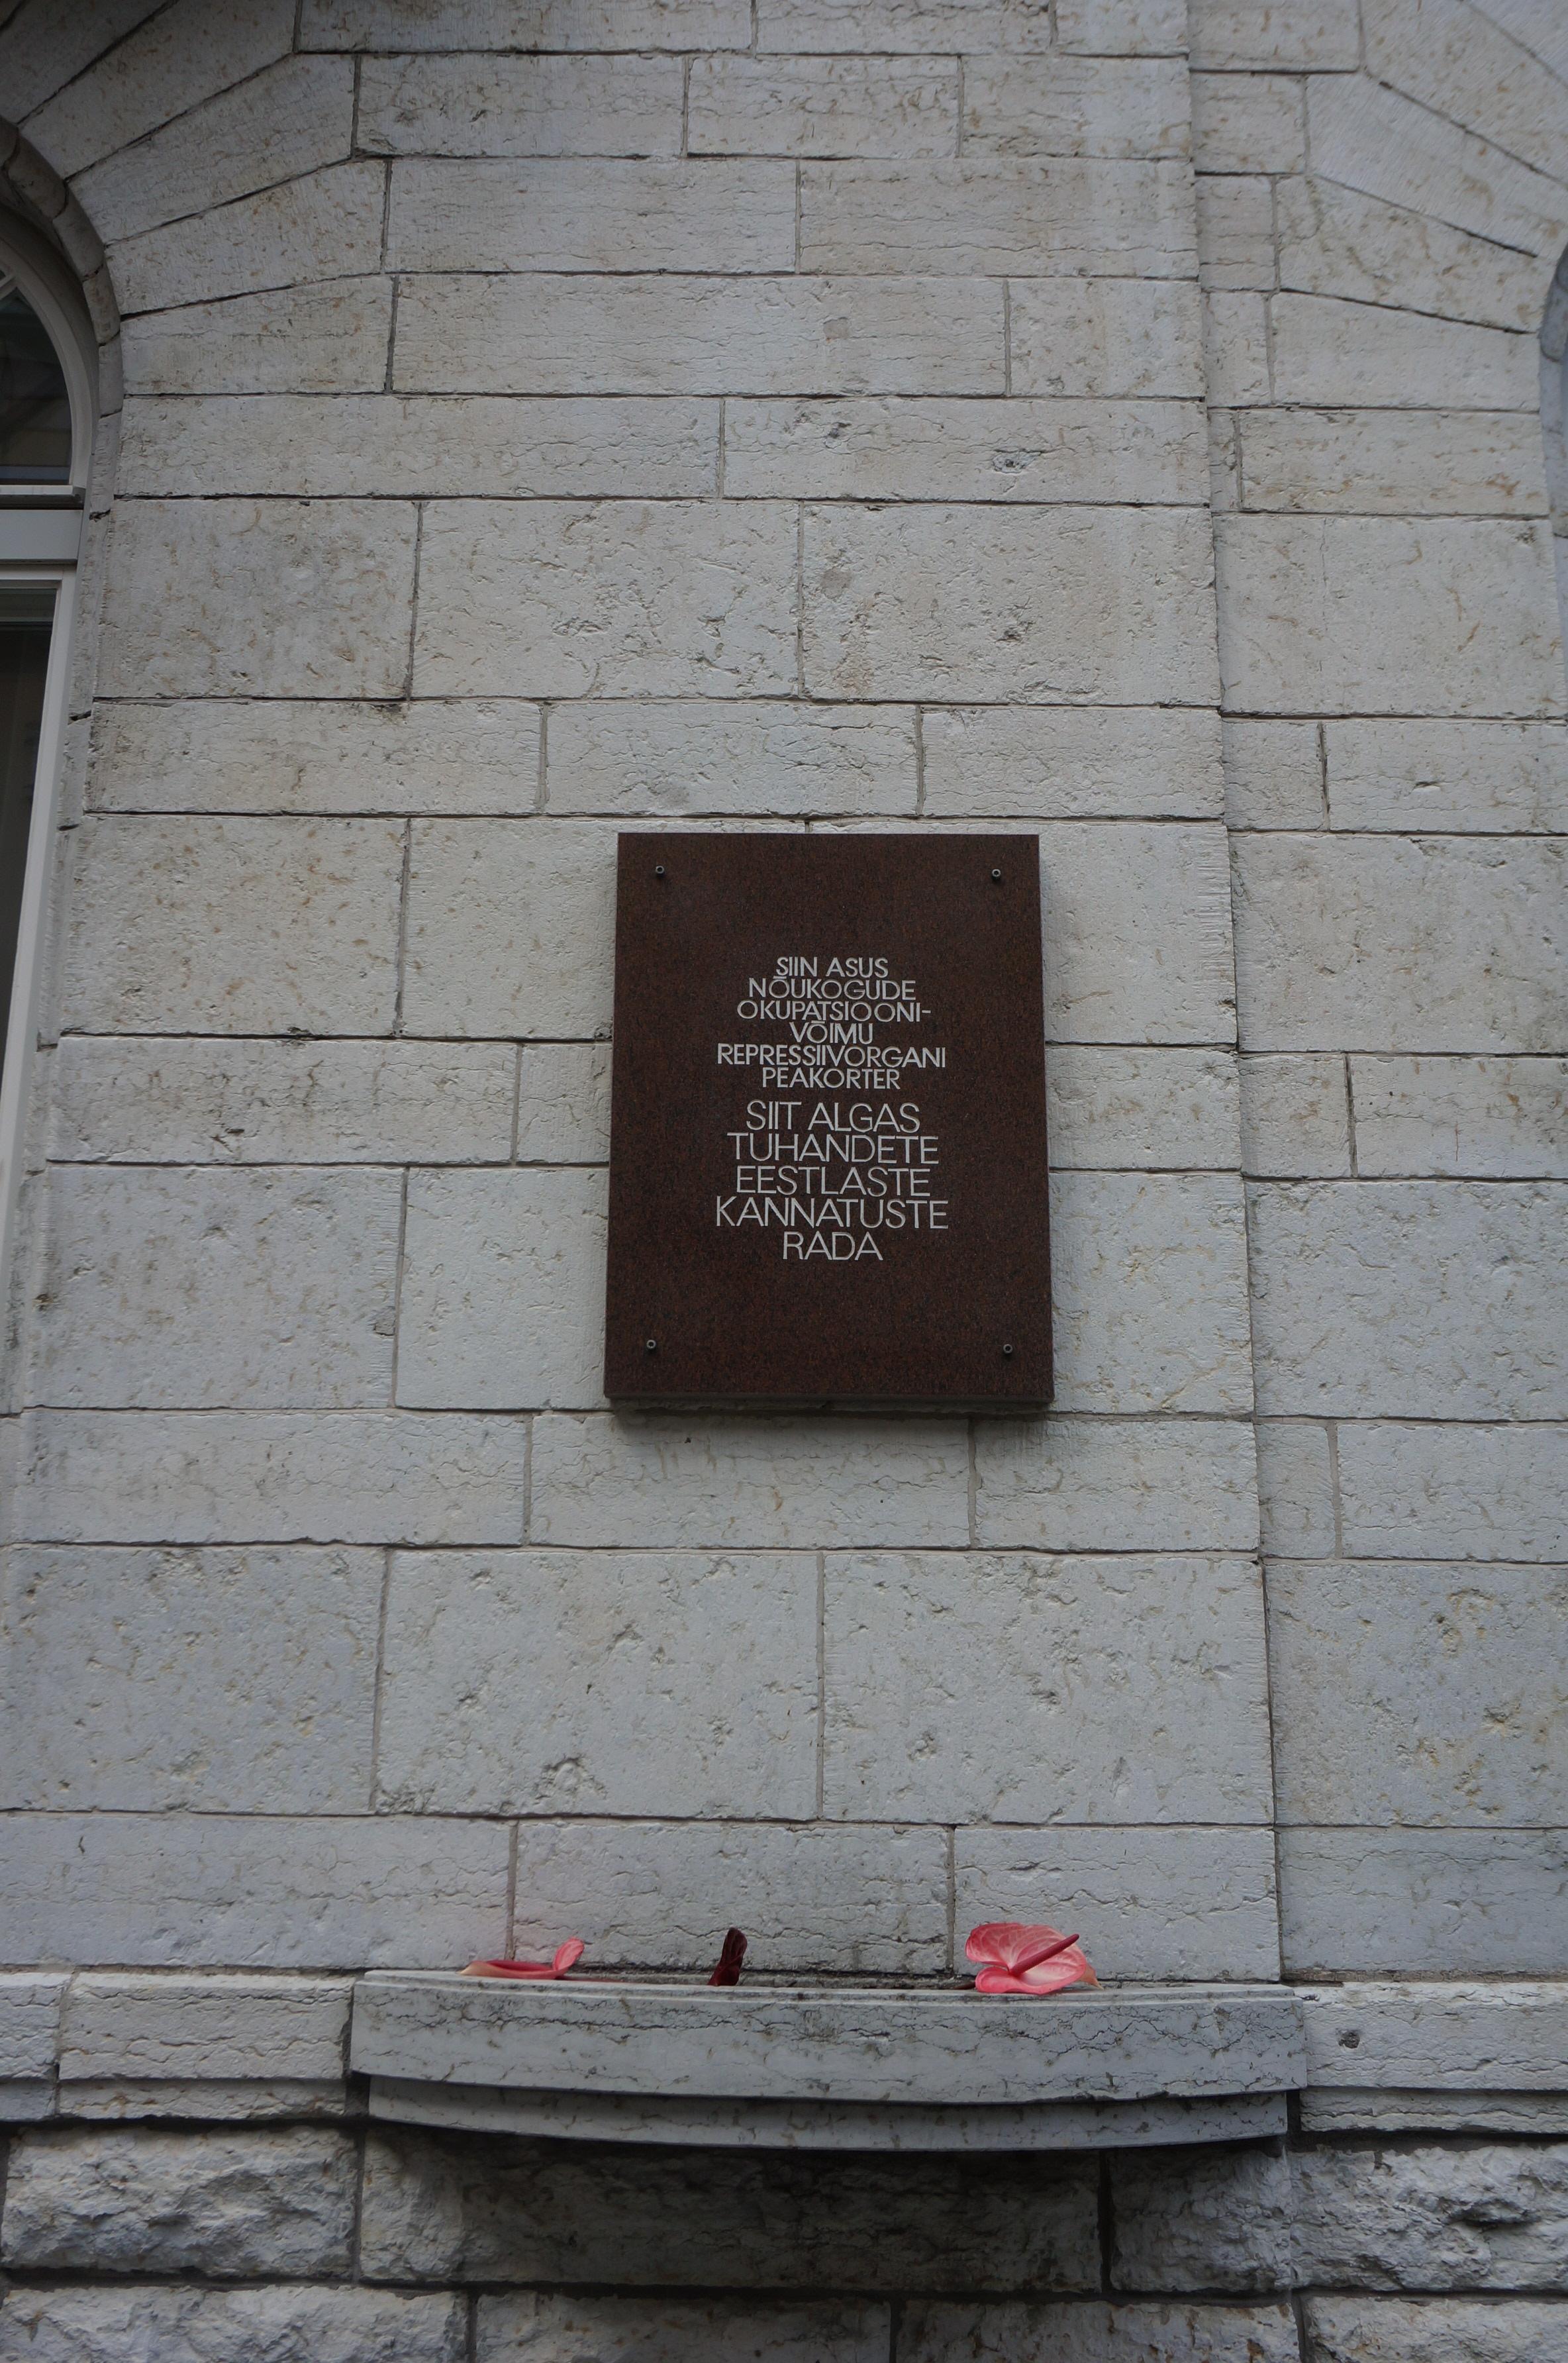 SIIN ASUS
NÕUKOGUDE
OKUPATSIOONI-
VÕIMU
REPRESSIIVORGANI
PEAKORTER
SIIT ALGAS
TUHANDETE
EESTLASTE
KANNATUSTE
RADA